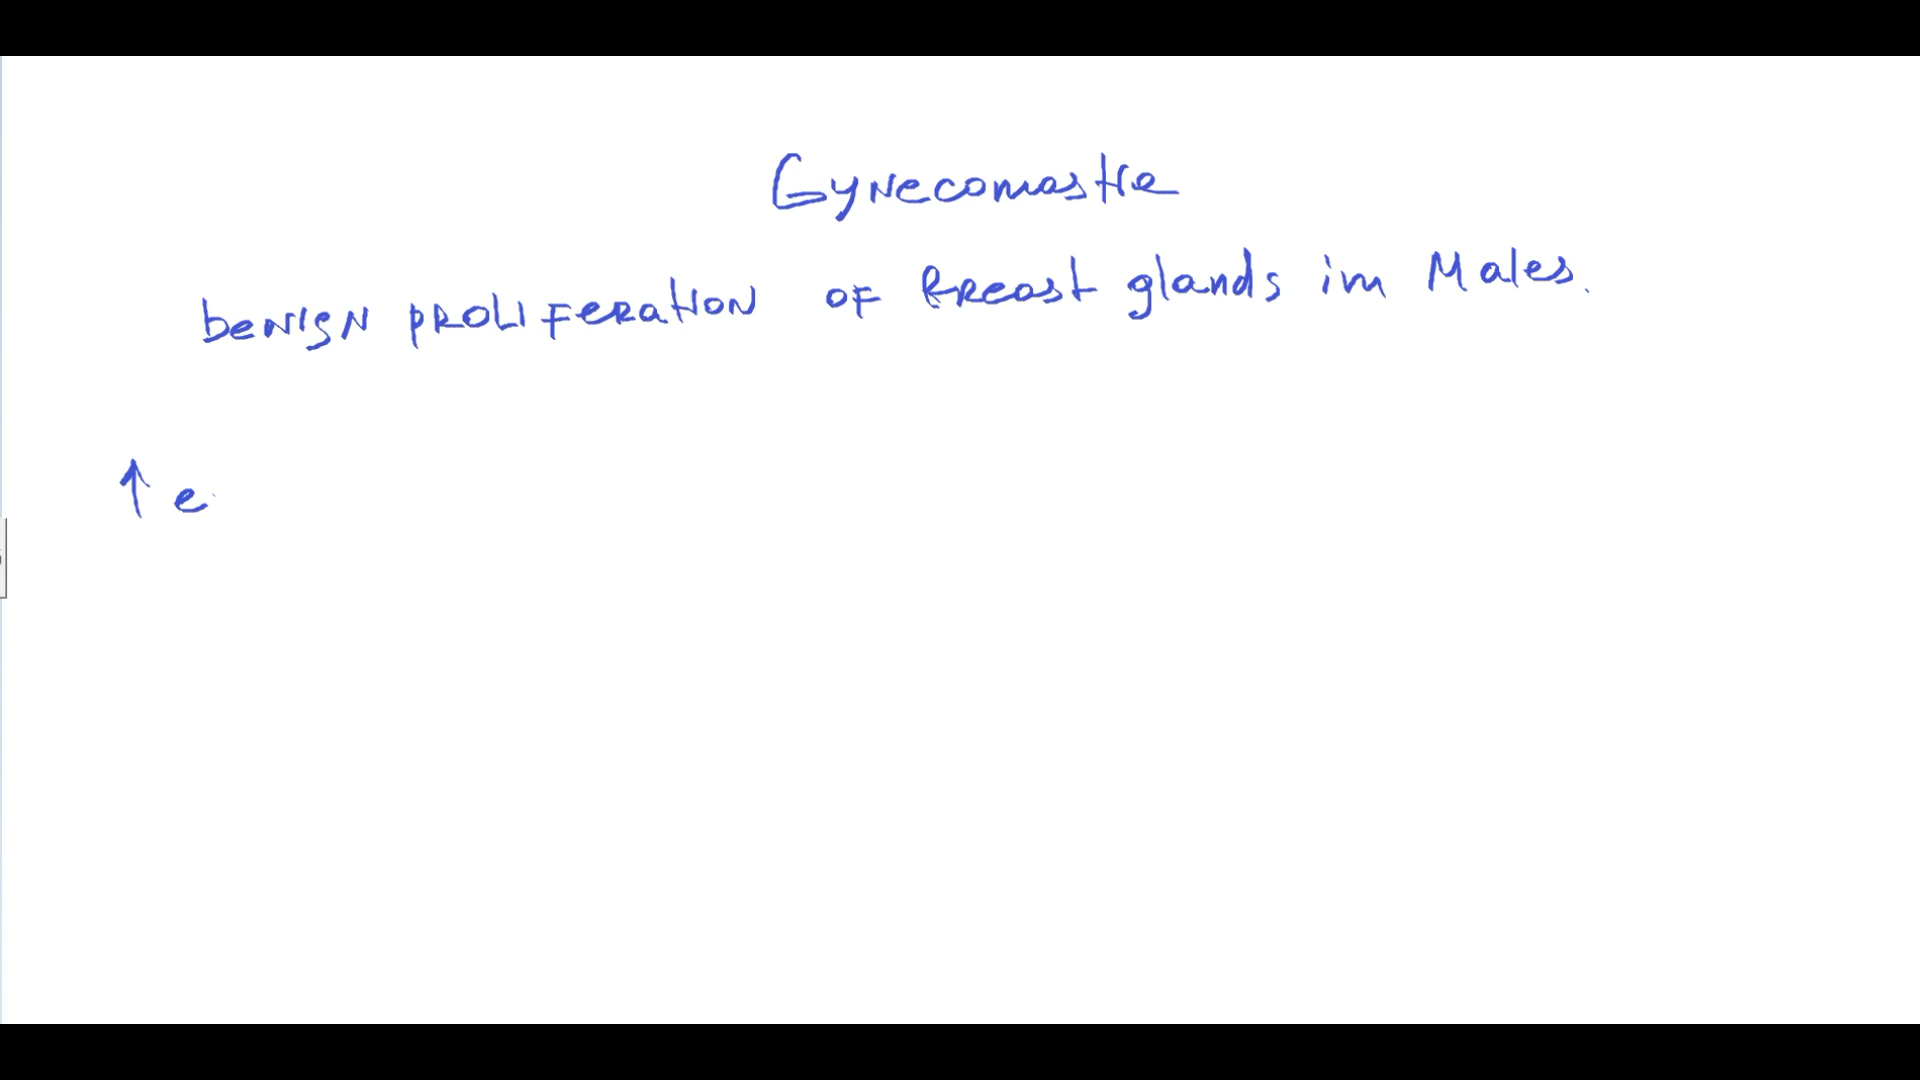 Gynecomastia
benign proliferation of Breast glands in Males.
↑ e